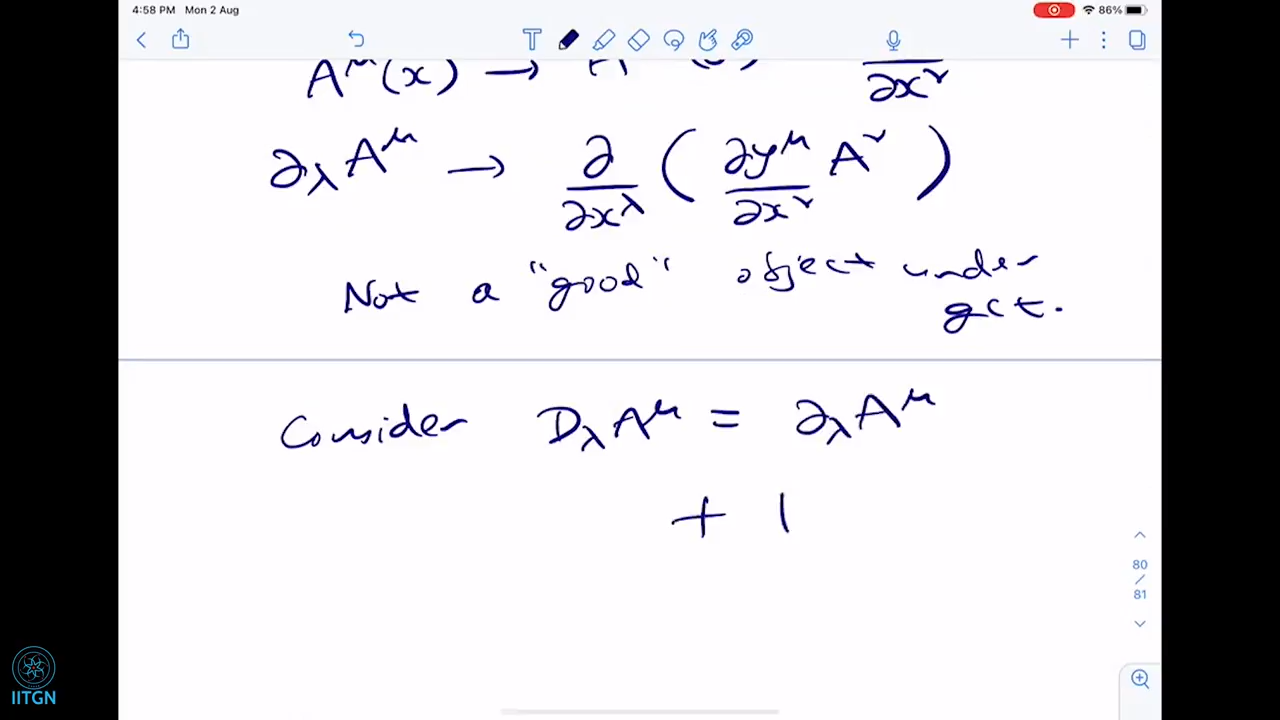 4:58 PM Mon 2 Aug
86%
A^μ(x) → ∂x^ν
∂_λ A^μ → ∂/∂x^λ ( ∂y^μ/∂x^ν A^ν )
Not a "good" object under
gct.
Consider D_λ A^μ = ∂_λ A^μ
+
80
/
81
IITGN